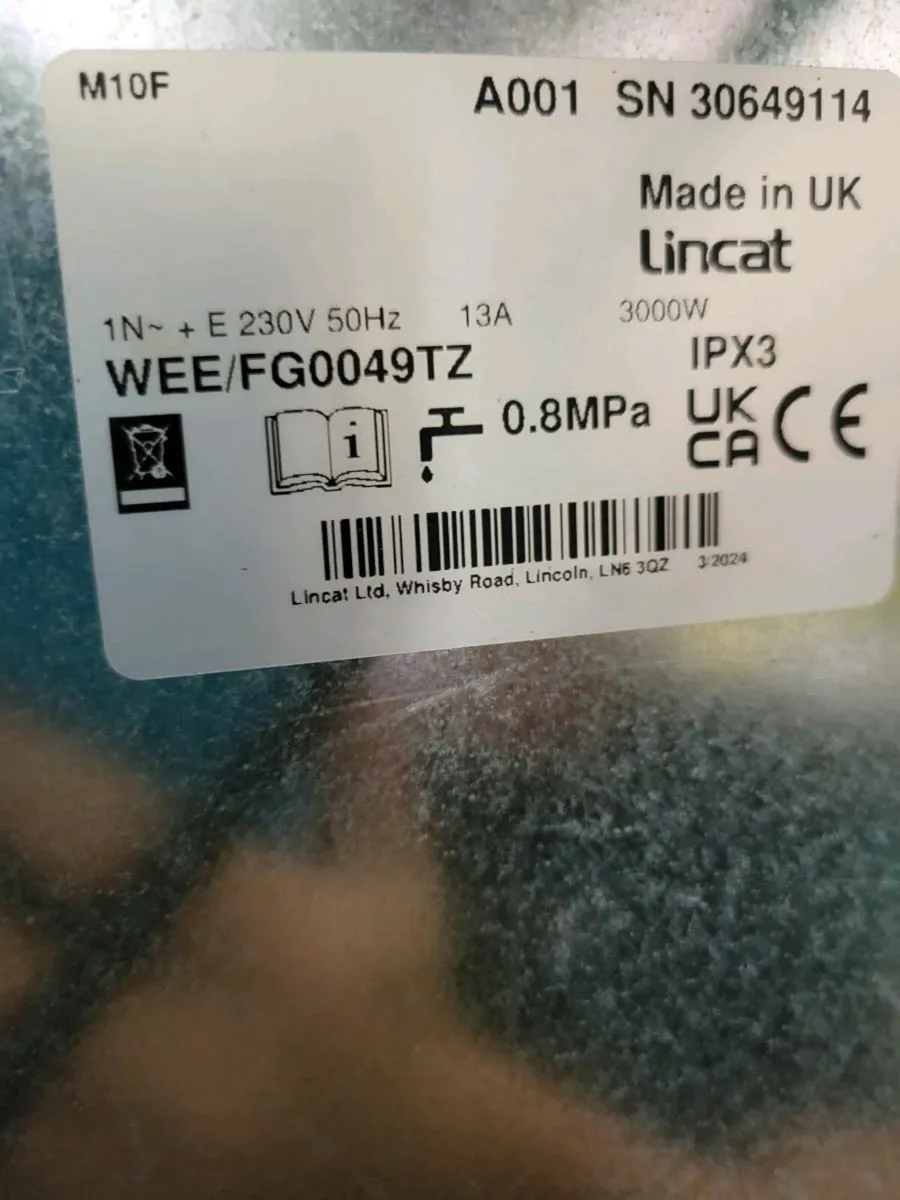 M10F
A001 SN 30649114
Made in UK
Lincat
1N~ + E 230V 50Hz 13A 3000W
WEE/FG0049TZ IPX3
i 0.8MPa UK CA CE
Lincat Ltd, Whisby Road, Lincoln, LN6 3QZ 3/2024